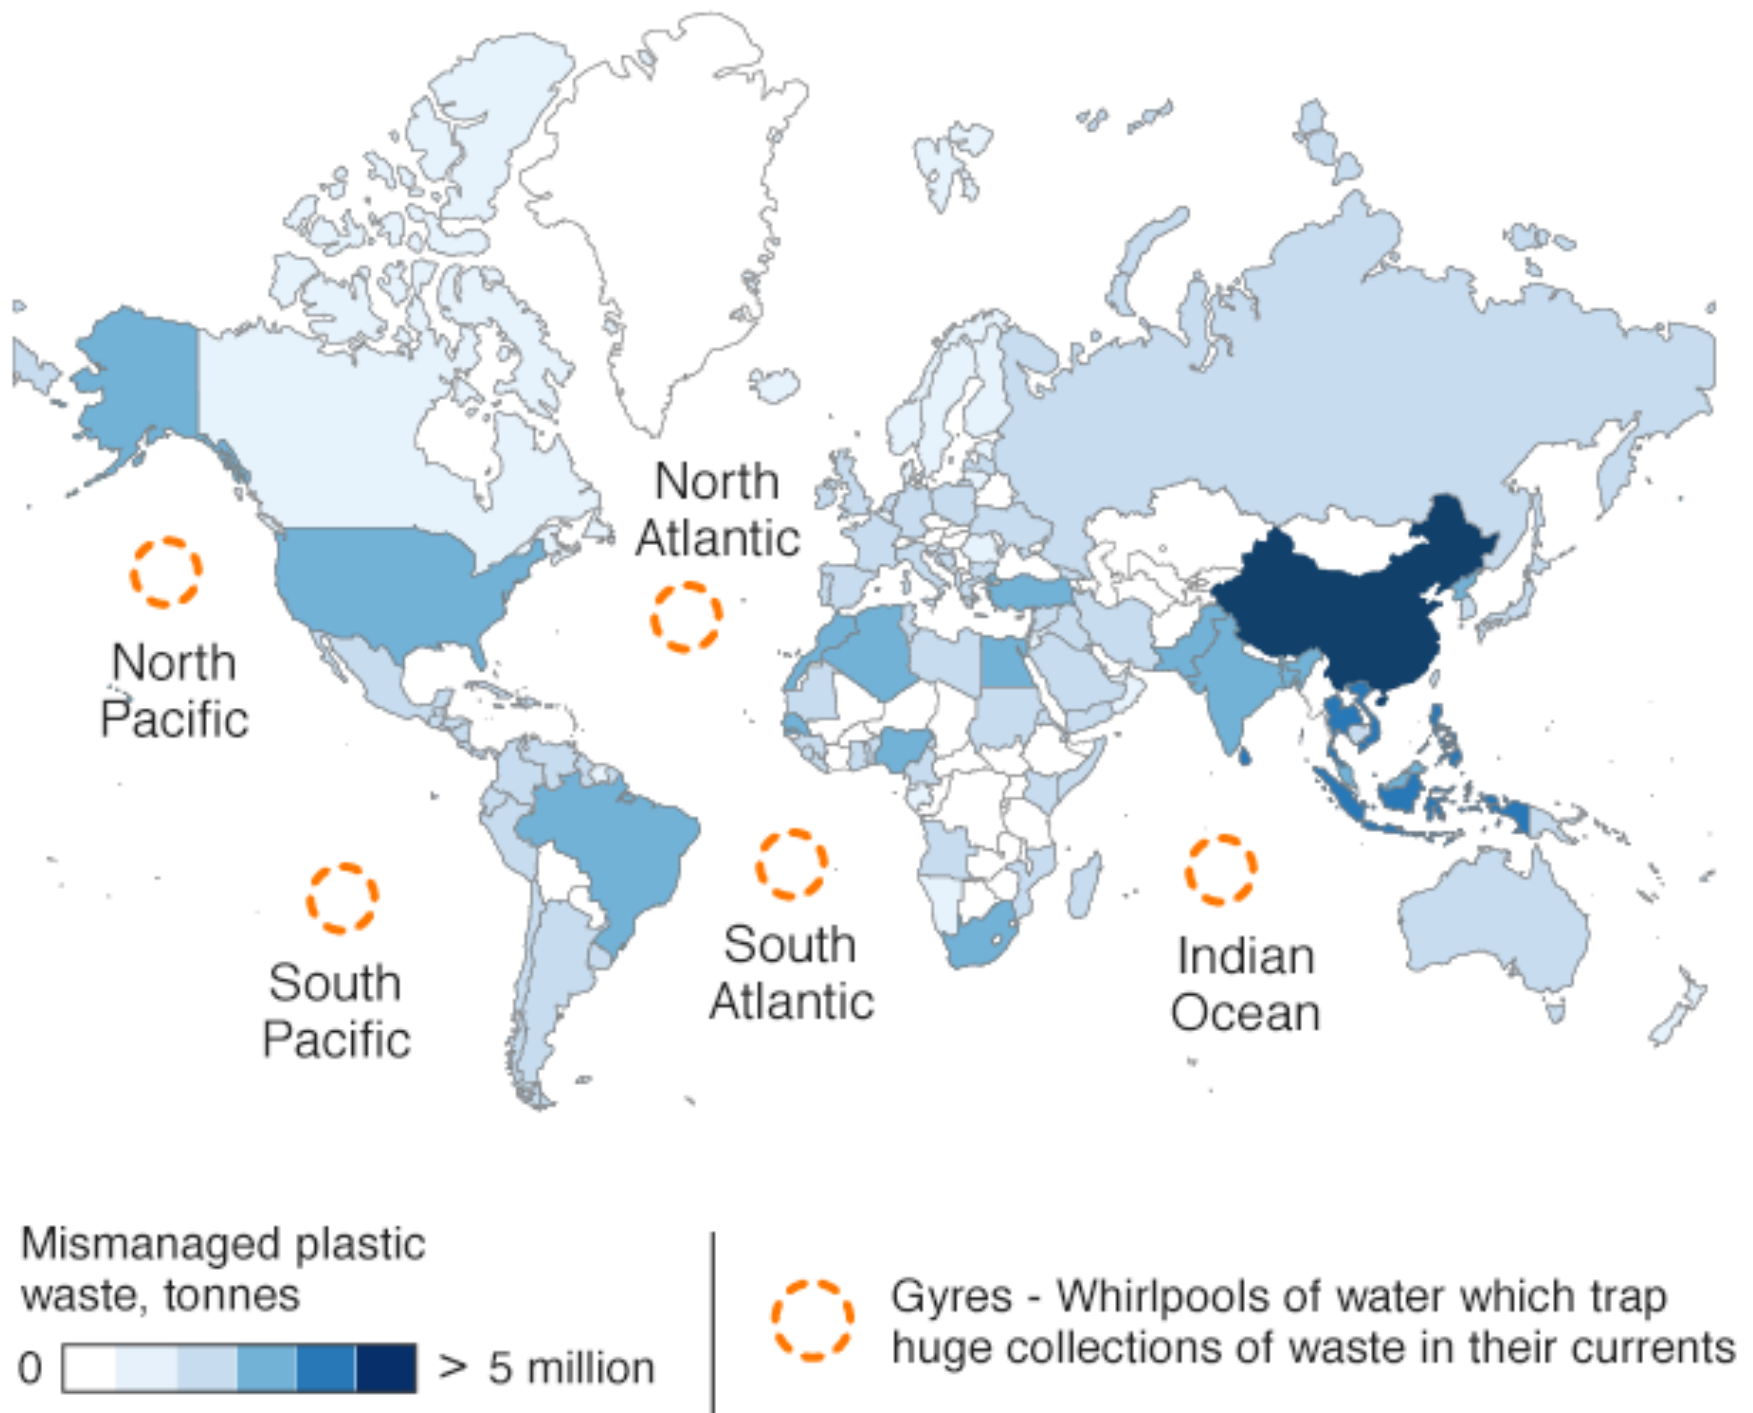 North
Atlantic
North
Pacific
South
Pacific
South
Atlantic
Indian
Ocean
Mismanaged plastic
waste, tonnes
0
> 5 million
Gyres - Whirlpools of water which trap
huge collections of waste in their currents